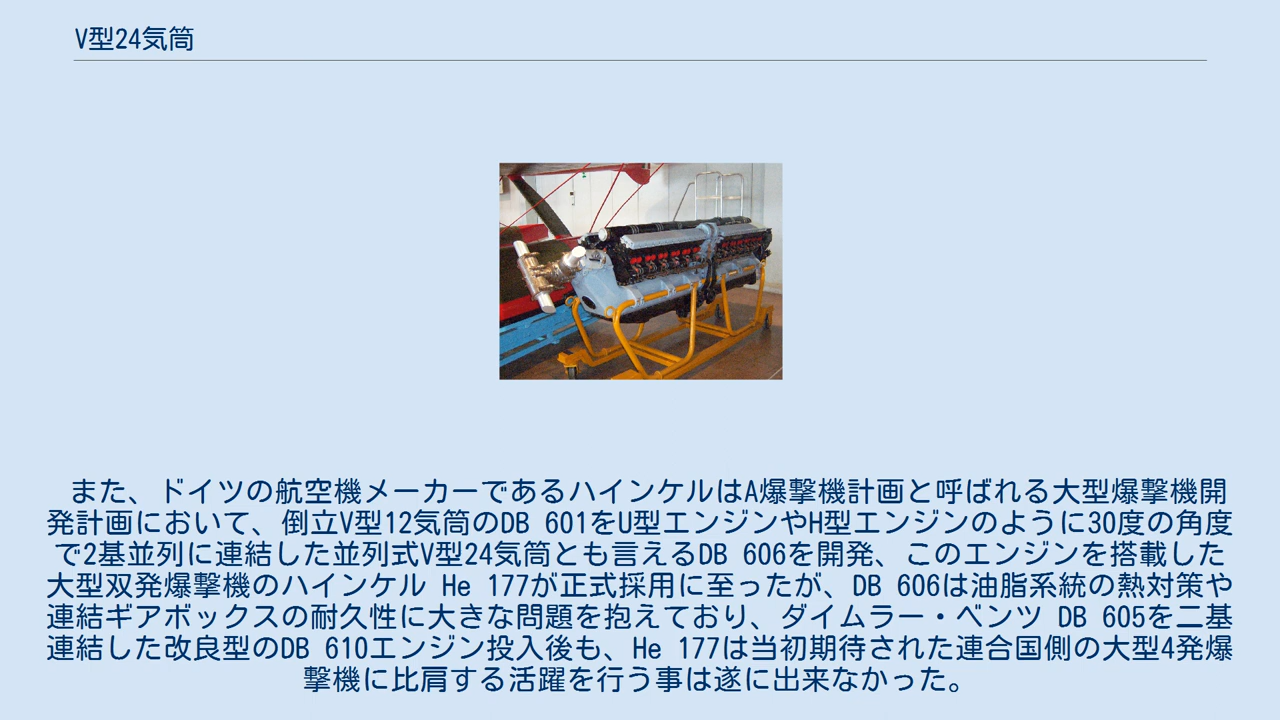 V型24気筒
また、ドイツの航空機メーカーであるハインケルはA爆撃機計画と呼ばれる大型爆撃機開
発計画において、倒立V型12気筒のDB 601をU型エンジンやH型エンジンのように30度の角度
で2基並列に連結した並列式V型24気筒とも言えるDB 606を開発、このエンジンを搭載した
大型双発爆撃機のハインケル He 177が正式採用に至ったが、DB 606は油脂系統の熱対策や
連結ギアボックスの耐久性に大きな問題を抱えており、ダイムラー・ベンツ DB 605を二基
連結した改良型のDB 610エンジン投入後も、He 177は当初期待された連合国側の大型4発爆
撃機に比肩する活躍を行う事は遂に出来なかった。